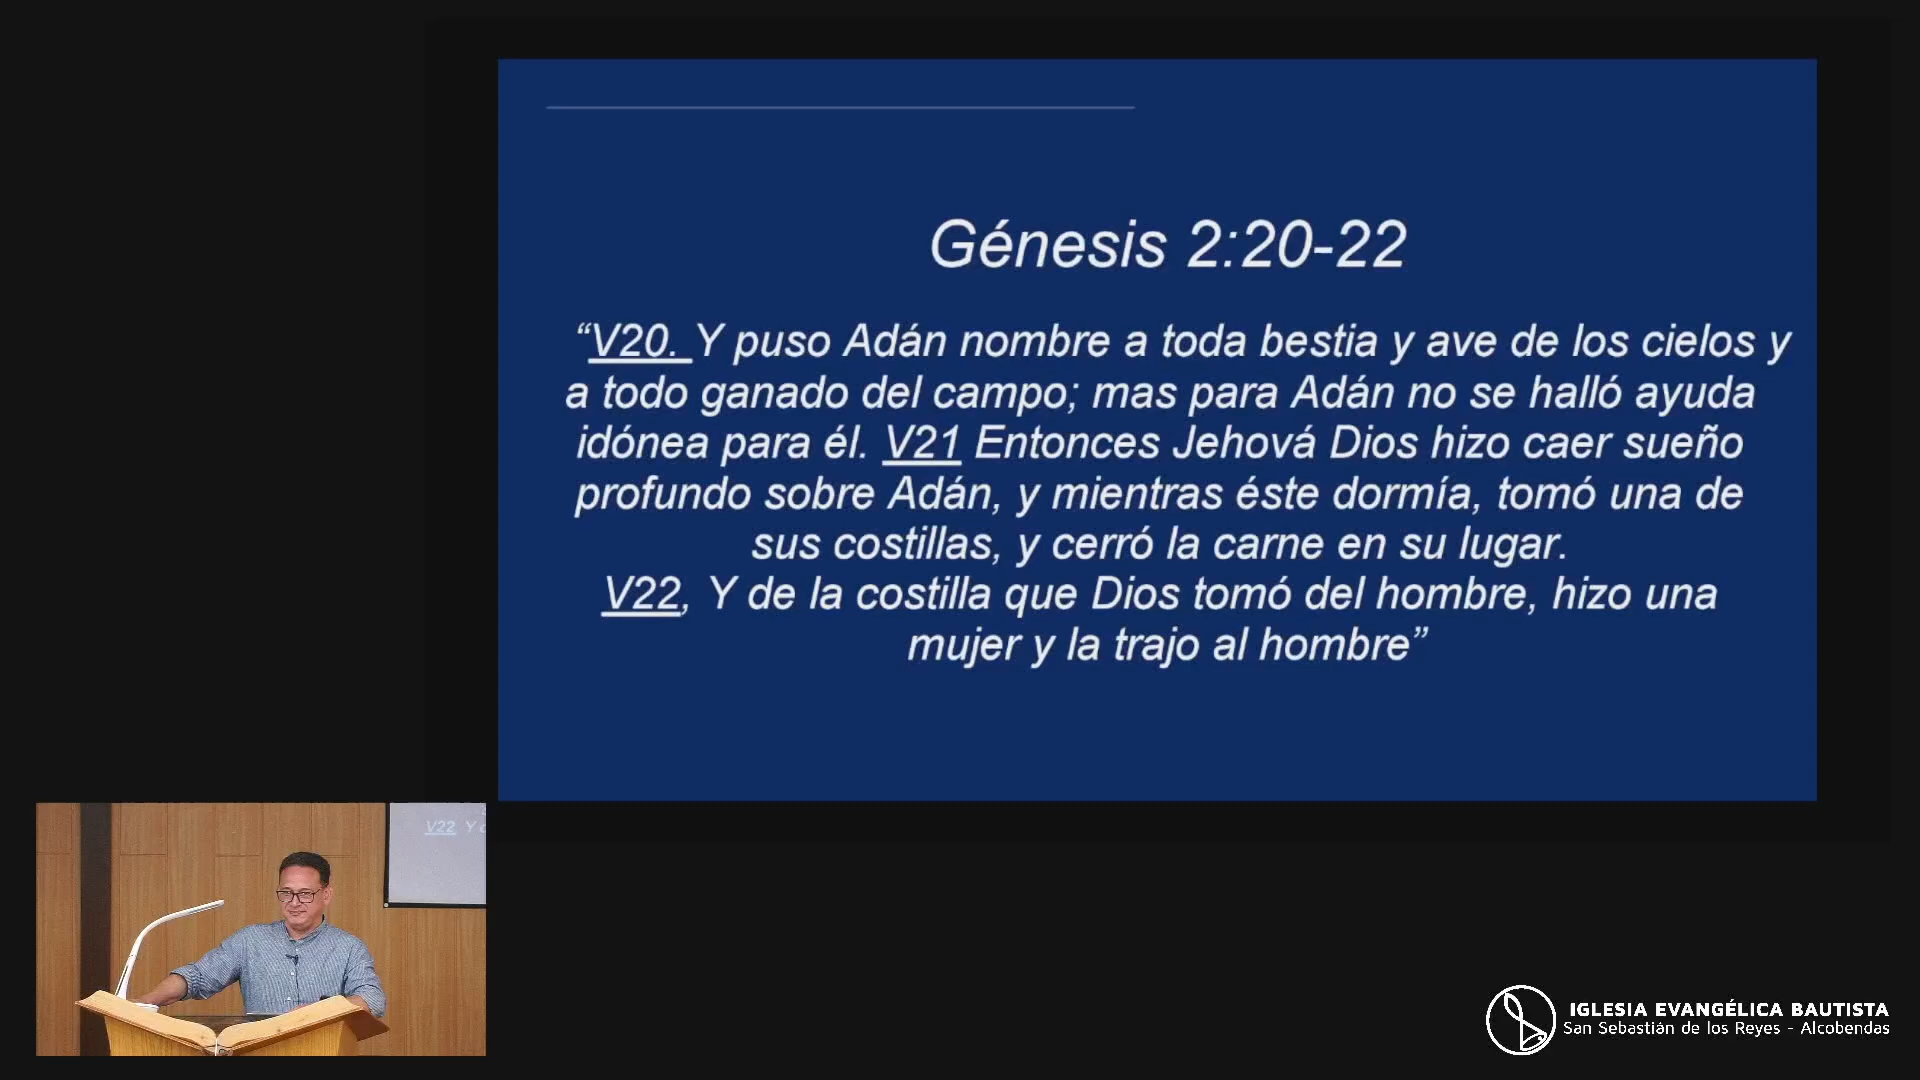 Génesis 2:20-22
“V20. Y puso Adán nombre a toda bestia y ave de los cielos y
a todo ganado del campo; mas para Adán no se halló ayuda
idónea para él. V21 Entonces Jehová Dios hizo caer sueño
profundo sobre Adán, y mientras éste dormía, tomó una de
sus costillas, y cerró la carne en su lugar.
V22, Y de la costilla que Dios tomó del hombre, hizo una
mujer y la trajo al hombre”
V22 Y
IGLESIA EVANGÉLICA BAUTISTA
San Sebastián de los Reyes - Alcobendas